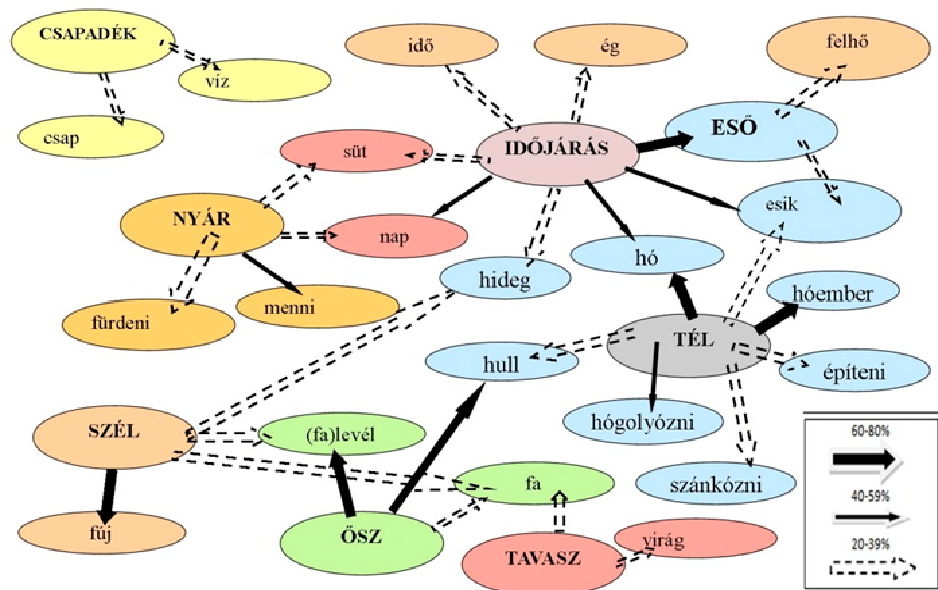 CSAPADÉK
víz
csap
idő
ég
felhő
süt
IDŐJÁRÁS
ESŐ
esik
NYÁR
nap
hó
hideg
hóember
fürdeni
menni
TÉL
hull
építeni
hógolyózni
szánkózni
SZÉL
(fa)levél
fa
fúj
ŐSZ
TAVASZ
virág
60-80%
40-59%
20-39%